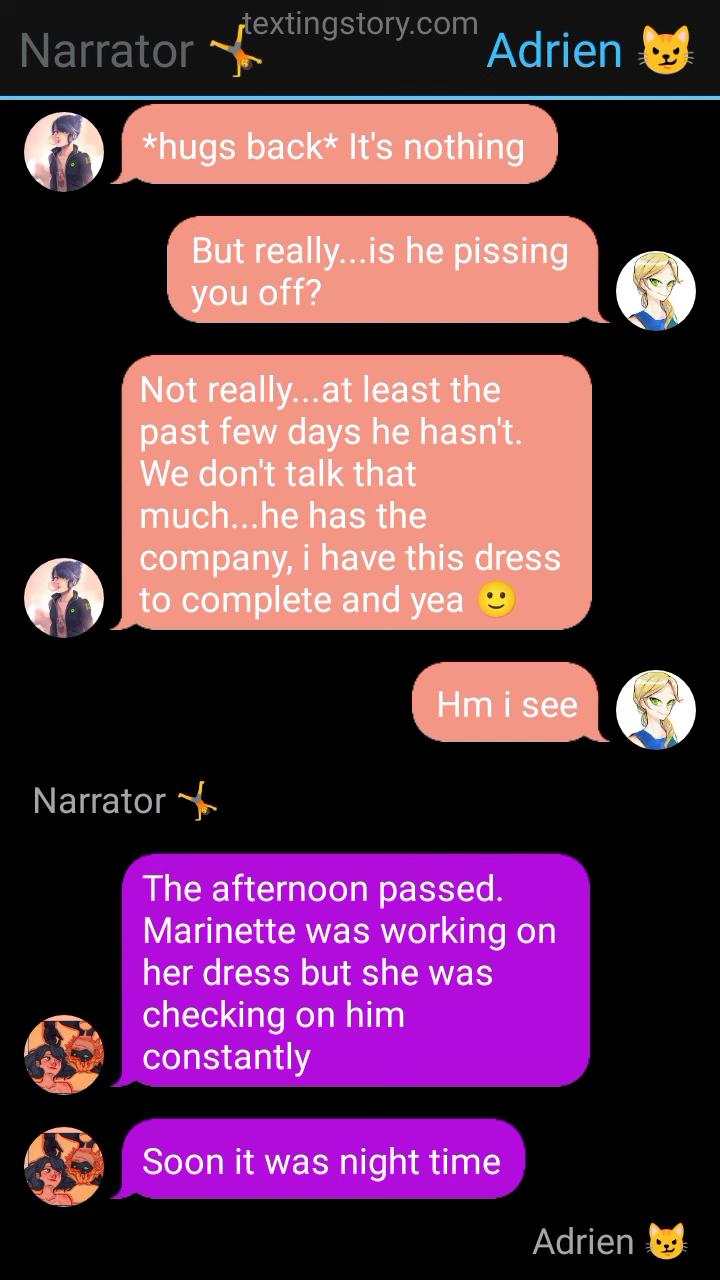 textingstory.com
Narrator 🤸 Adrien 😼
*hugs back* It's nothing
But really...is he pissing
you off?
Not really...at least the
past few days he hasn't.
We don't talk that
much...he has the
company, i have this dress
to complete and yea 🙂
Hm i see
Narrator 🤸
The afternoon passed.
Marinette was working on
her dress but she was
checking on him
constantly
Soon it was night time
Adrien 😼